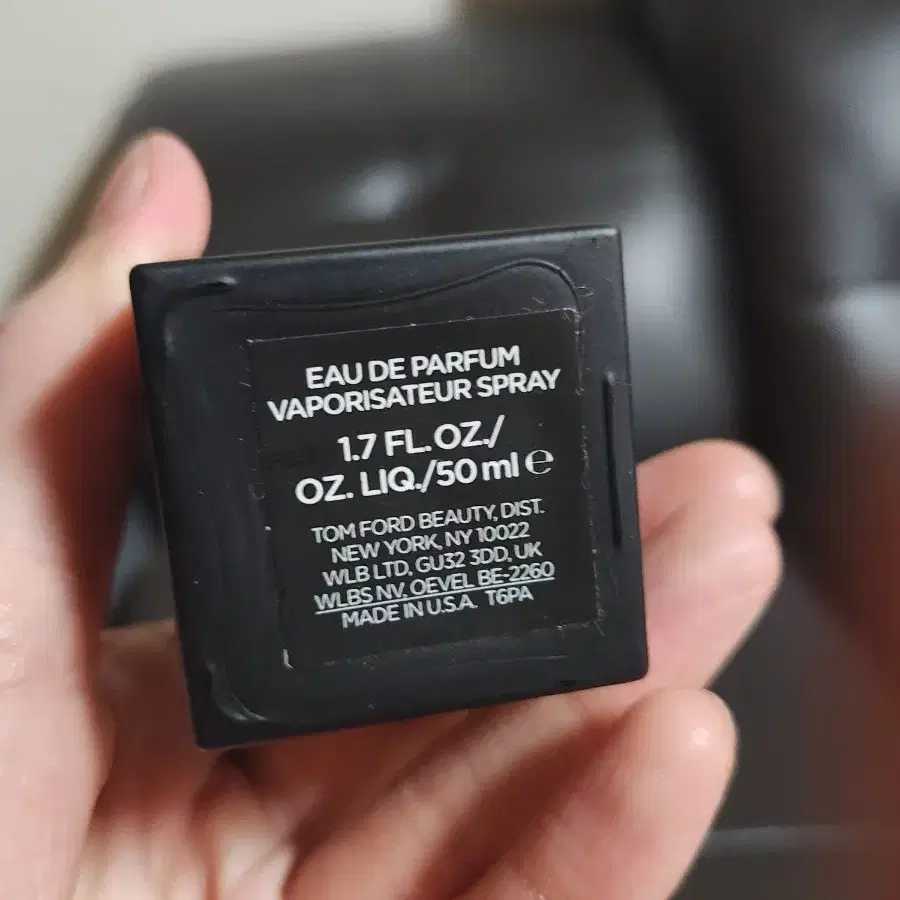 EAU DE PARFUM
VAPORISATEUR SPRAY
1.7 FL. OZ./
OZ. LIQ./50 ml ℮
TOM FORD BEAUTY, DIST.
NEW YORK, NY 10022
WLB LTD, GU32 3DD, UK
WLBS NV, OEVEL BE-2260
MADE IN U.S.A. T6PA